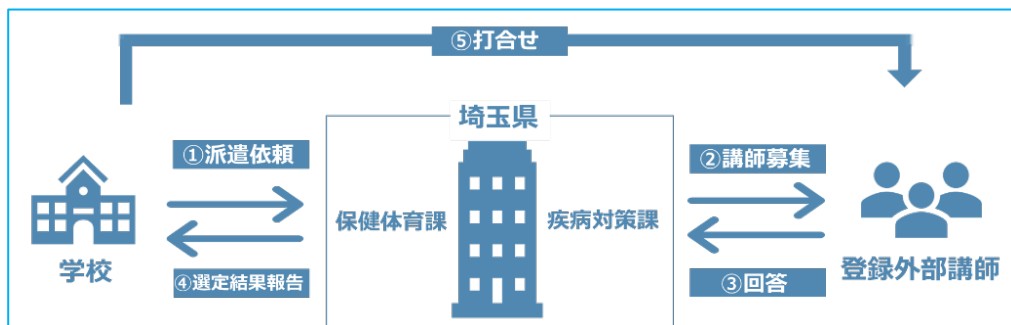 ⑤打合せ
埼玉県
①派遣依頼
②講師募集
保健体育課
疾病対策課
学校
登録外部講師
④選定結果報告
③回答